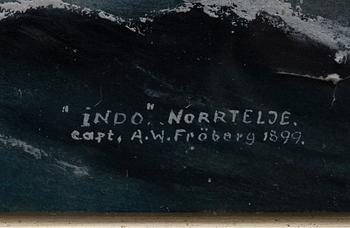 "INDO". NORRTELJE.
capt, A.W.Fröberg 1899.